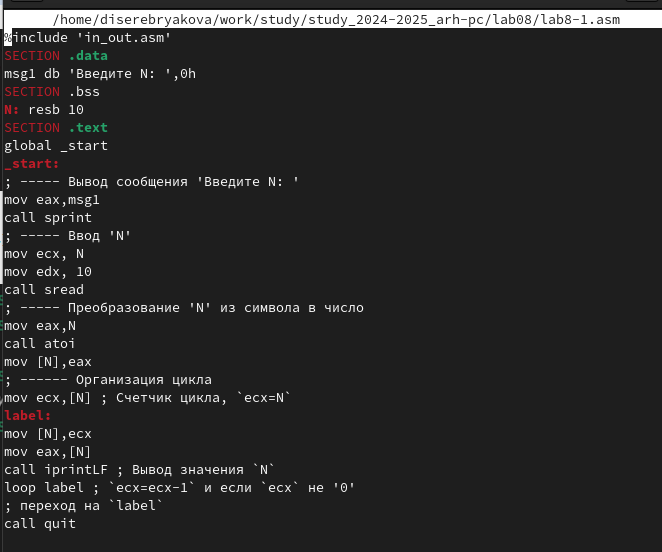 /home/diserebryakova/work/study/study_2024-2025_arh-pc/lab08/lab8-1.asm
%include 'in_out.asm'
SECTION .data
msg1 db 'Введите N: ',0h
SECTION .bss
N: resb 10
SECTION .text
global _start
_start:
; ----- Вывод сообщения 'Введите N: '
mov eax,msg1
call sprint
; ----- Ввод 'N'
mov ecx, N
mov edx, 10
call sread
; ----- Преобразование 'N' из символа в число
mov eax,N
call atoi
mov [N],eax
; ------ Организация цикла
mov ecx,[N] ; Счетчик цикла, `ecx=N`
label:
mov [N],ecx
mov eax,[N]
call iprintLF ; Вывод значения `N`
loop label ; `ecx=ecx-1` и если `ecx` не '0'
; переход на `label`
call quit